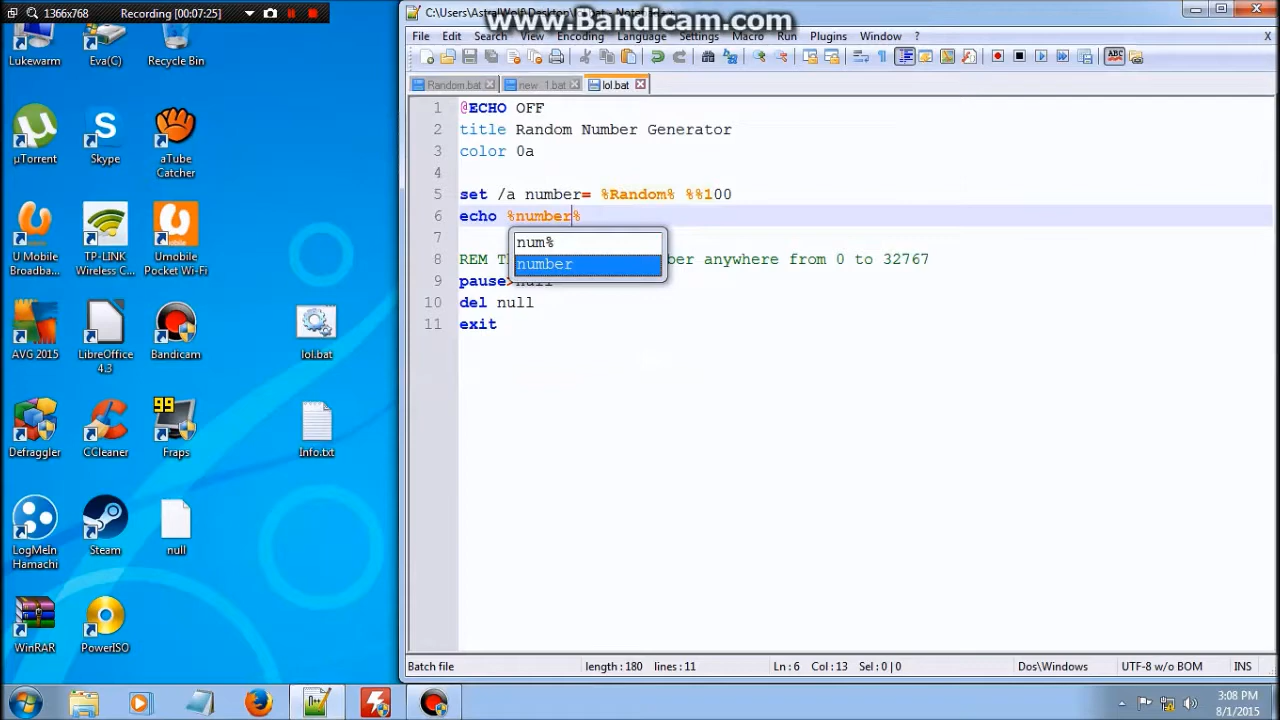 1366x768 Recording [00:07:25]
www.Bandicam.com
C:\AstralWolf\Desktop\
File Edit Search View Encoding Language Settings Macro Run Plugins Window ? X
Random.bat new 1.bat lol.bat
1 @ECHO OFF
2 title Random Number Generator
3 color 0a
4
5 set /a number= %Random% %%100
6 echo %number%
7
num%
number
8 REM T ber anywhere from 0 to 32767
9 pause>null
10 del null
11 exit
Lukewarm Eva(C) Recycle Bin
µTorrent Skype aTube Catcher
U Mobile Broadba... TP-LINK Wireless C... Umobile Pocket Wi-Fi
AVG 2015 LibreOffice 4.3 Bandicam lol.bat
99
Defraggler CCleaner Fraps Info.txt
LogMeIn Hamachi Steam null
WinRAR PowerISO
Batch file length : 180 lines : 11 Ln : 6 Col : 13 Sel : 0 | 0 Dos\Windows UTF-8 w/o BOM INS
3:08 PM
8/1/2015